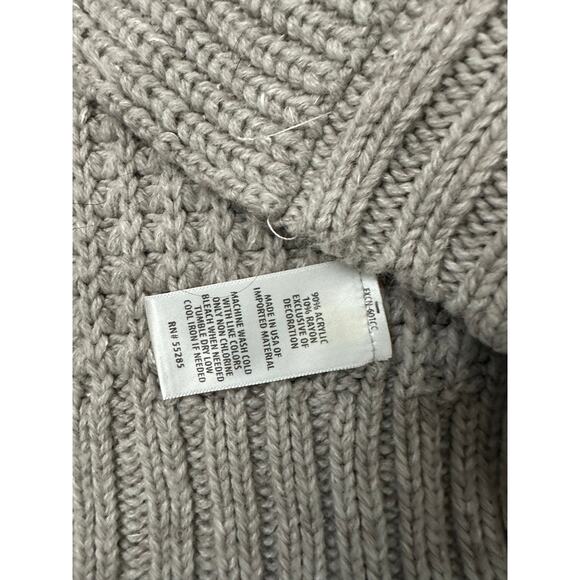 90% ACRYLIC
10% RAYON
EXCLUSIVE OF
DECORATION
MADE IN USA OF
IMPORTED MATERIAL
MACHINE WASH COLD
WITH LIKE COLORS
ONLY NON CHLORINE
BLEACH WHEN NEEDED
TUMBLE DRY LOW
COOL IRON IF NEEDED
RN# 55285